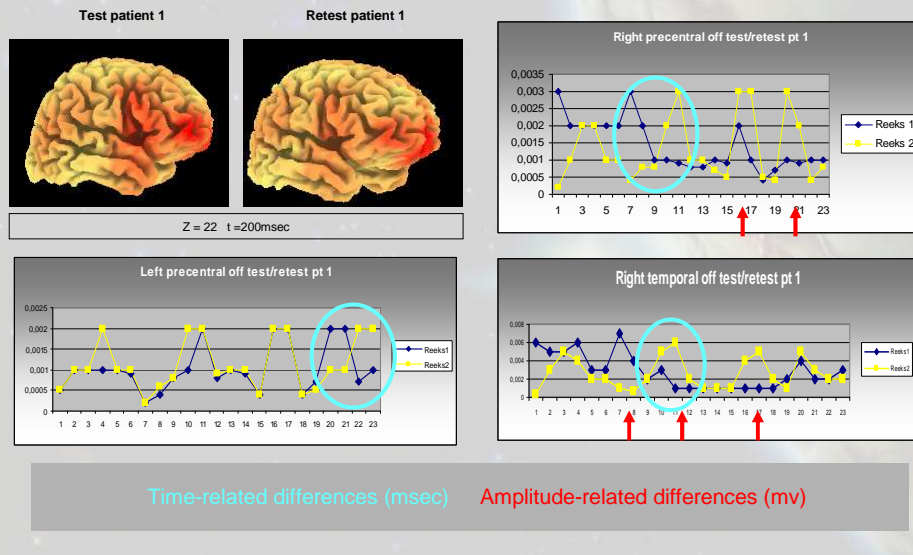 Test patient 1
Retest patient 1
Z = 22 t =200msec
Right precentral off test/retest pt 1
0,0035
0,003
0,0025
0,002
0,0015
0,001
0,0005
0
1 3 5 7 9 11 13 15 17 19 21 23
Reeks 1
Reeks 2
Left precentral off test/retest pt 1
0,0025
0,002
0,0015
0,001
0,0005
0
1 2 3 4 5 6 7 8 9 10 11 12 13 14 15 16 17 18 19 20 21 22 23
Reeks1
Reeks2
Right temporal off test/retest pt 1
0,008
0,006
0,004
0,002
0
1 2 3 4 5 6 7 8 9 10 11 12 13 14 15 16 17 18 19 20 21 22 23
Reeks1
Reeks2
Time-related differences (msec) Amplitude-related differences (mv)